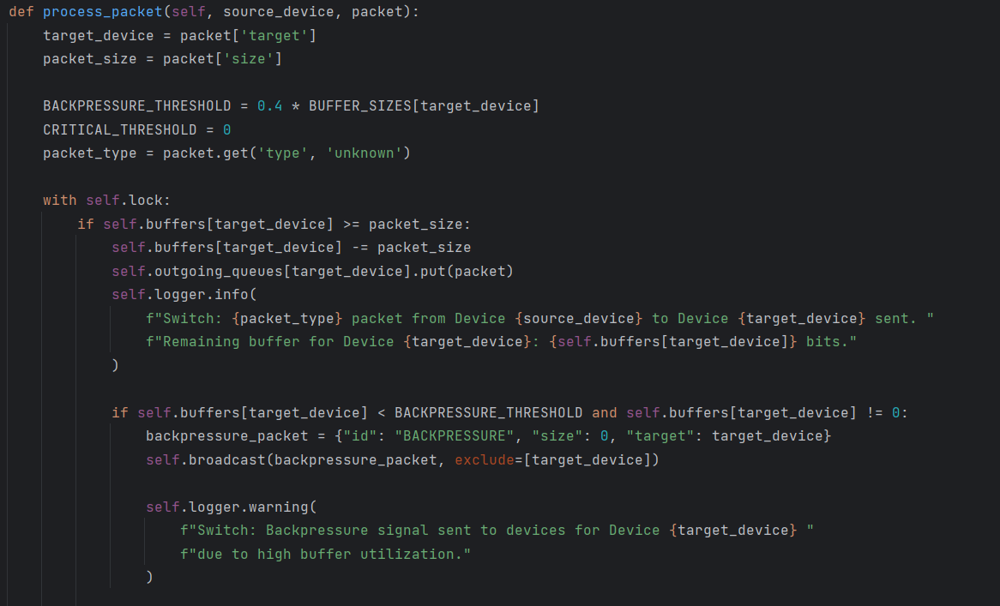 def process_packet(self, source_device, packet):
    target_device = packet['target']
    packet_size = packet['size']

    BACKPRESSURE_THRESHOLD = 0.4 * BUFFER_SIZES[target_device]
    CRITICAL_THRESHOLD = 0
    packet_type = packet.get('type', 'unknown')

    with self.lock:
        if self.buffers[target_device] >= packet_size:
            self.buffers[target_device] -= packet_size
            self.outgoing_queues[target_device].put(packet)
            self.logger.info(
                f"Switch: {packet_type} packet from Device {source_device} to Device {target_device} sent. "
                f"Remaining buffer for Device {target_device}: {self.buffers[target_device]} bits."
            )

            if self.buffers[target_device] < BACKPRESSURE_THRESHOLD and self.buffers[target_device] != 0:
                backpressure_packet = {"id": "BACKPRESSURE", "size": 0, "target": target_device}
                self.broadcast(backpressure_packet, exclude=[target_device])

                self.logger.warning(
                    f"Switch: Backpressure signal sent to devices for Device {target_device} "
                    f"due to high buffer utilization."
                )